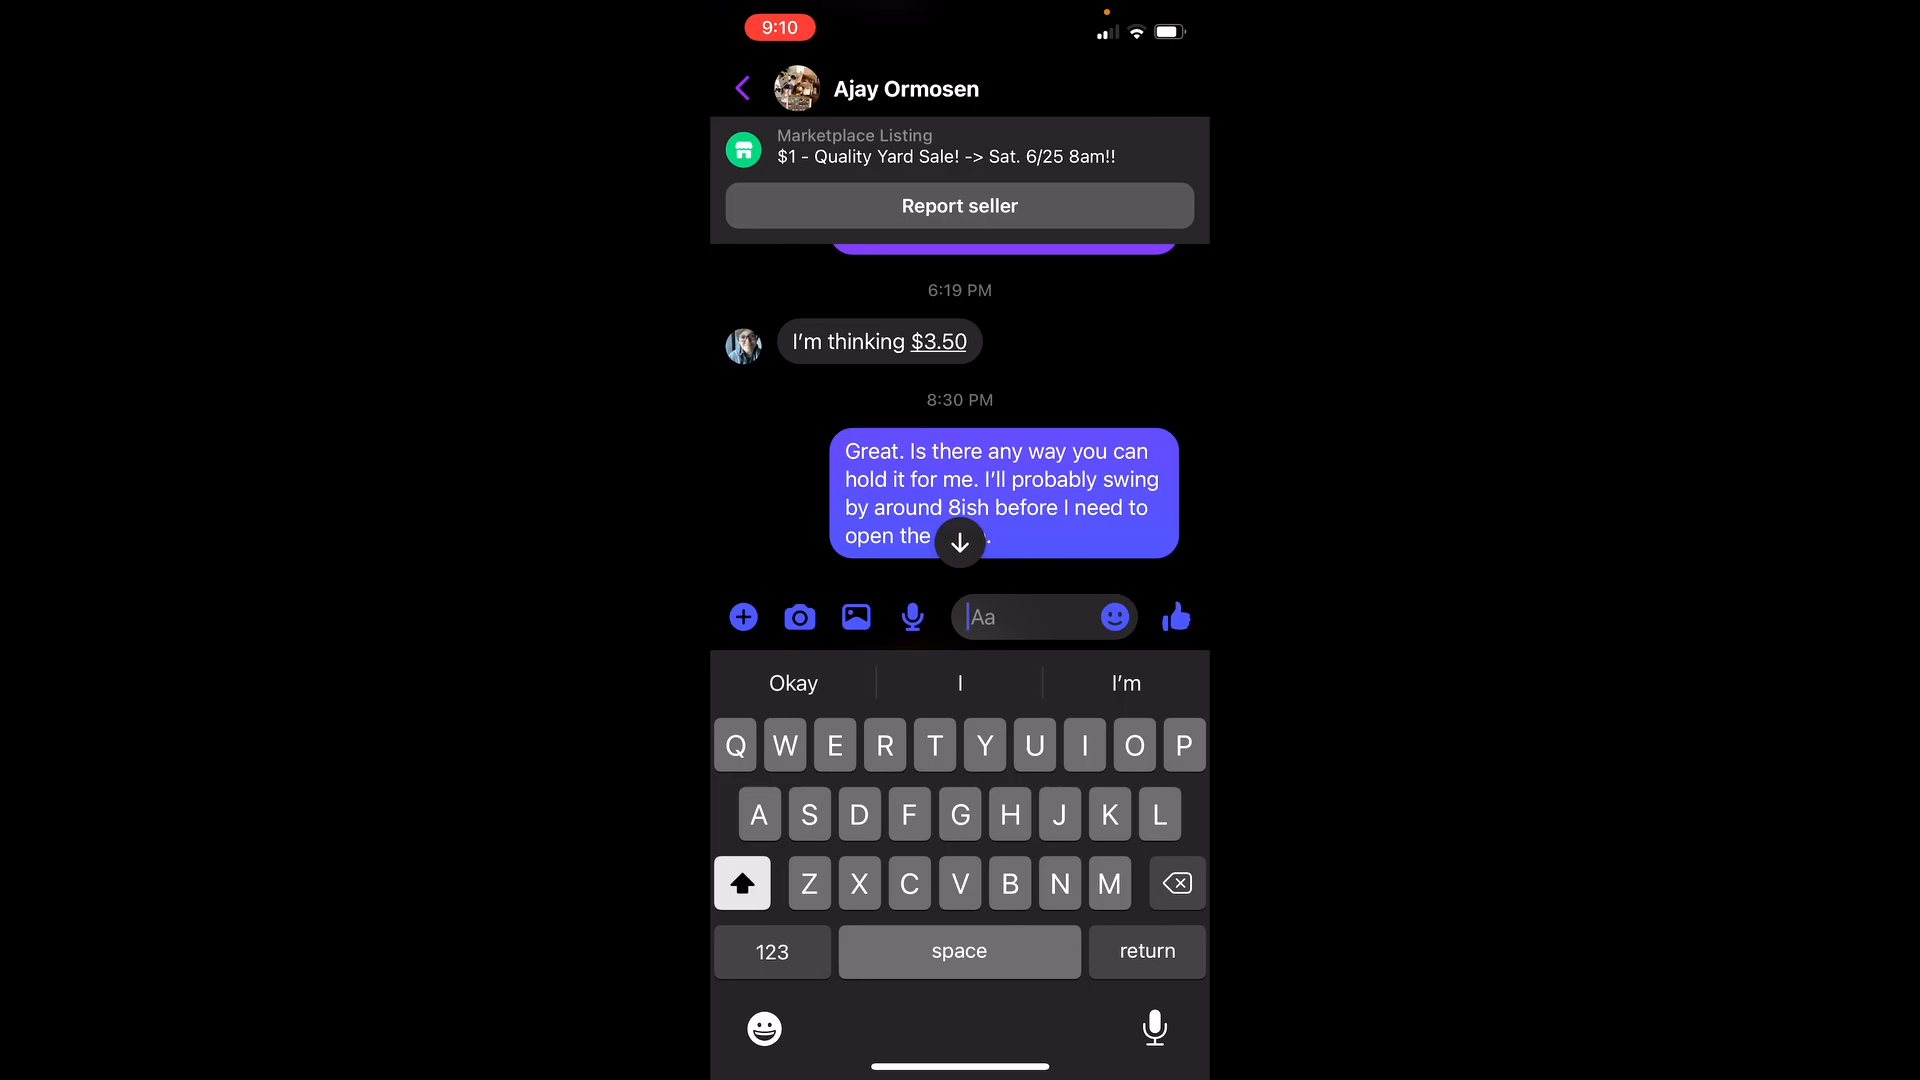 9:10
Ajay Ormosen
Marketplace Listing
$1 - Quality Yard Sale! -> Sat. 6/25 8am!!
Report seller
6:19 PM
I’m thinking $3.50
8:30 PM
Great. Is there any way you can
hold it for me. I’ll probably swing
by around 8ish before I need to
open the .
Aa
Okay I I’m
Q W E R T Y U I O P
A S D F G H J K L
Z X C V B N M
123 space return